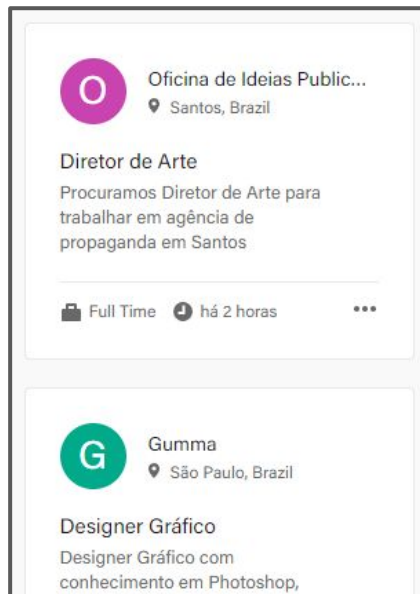 O
Oficina de Ideias Public...
Santos, Brazil
Diretor de Arte
Procuramos Diretor de Arte para
trabalhar em agência de
propaganda em Santos
Full Time há 2 horas
G
Gumma
São Paulo, Brazil
Designer Gráfico
Designer Gráfico com
conhecimento em Photoshop,